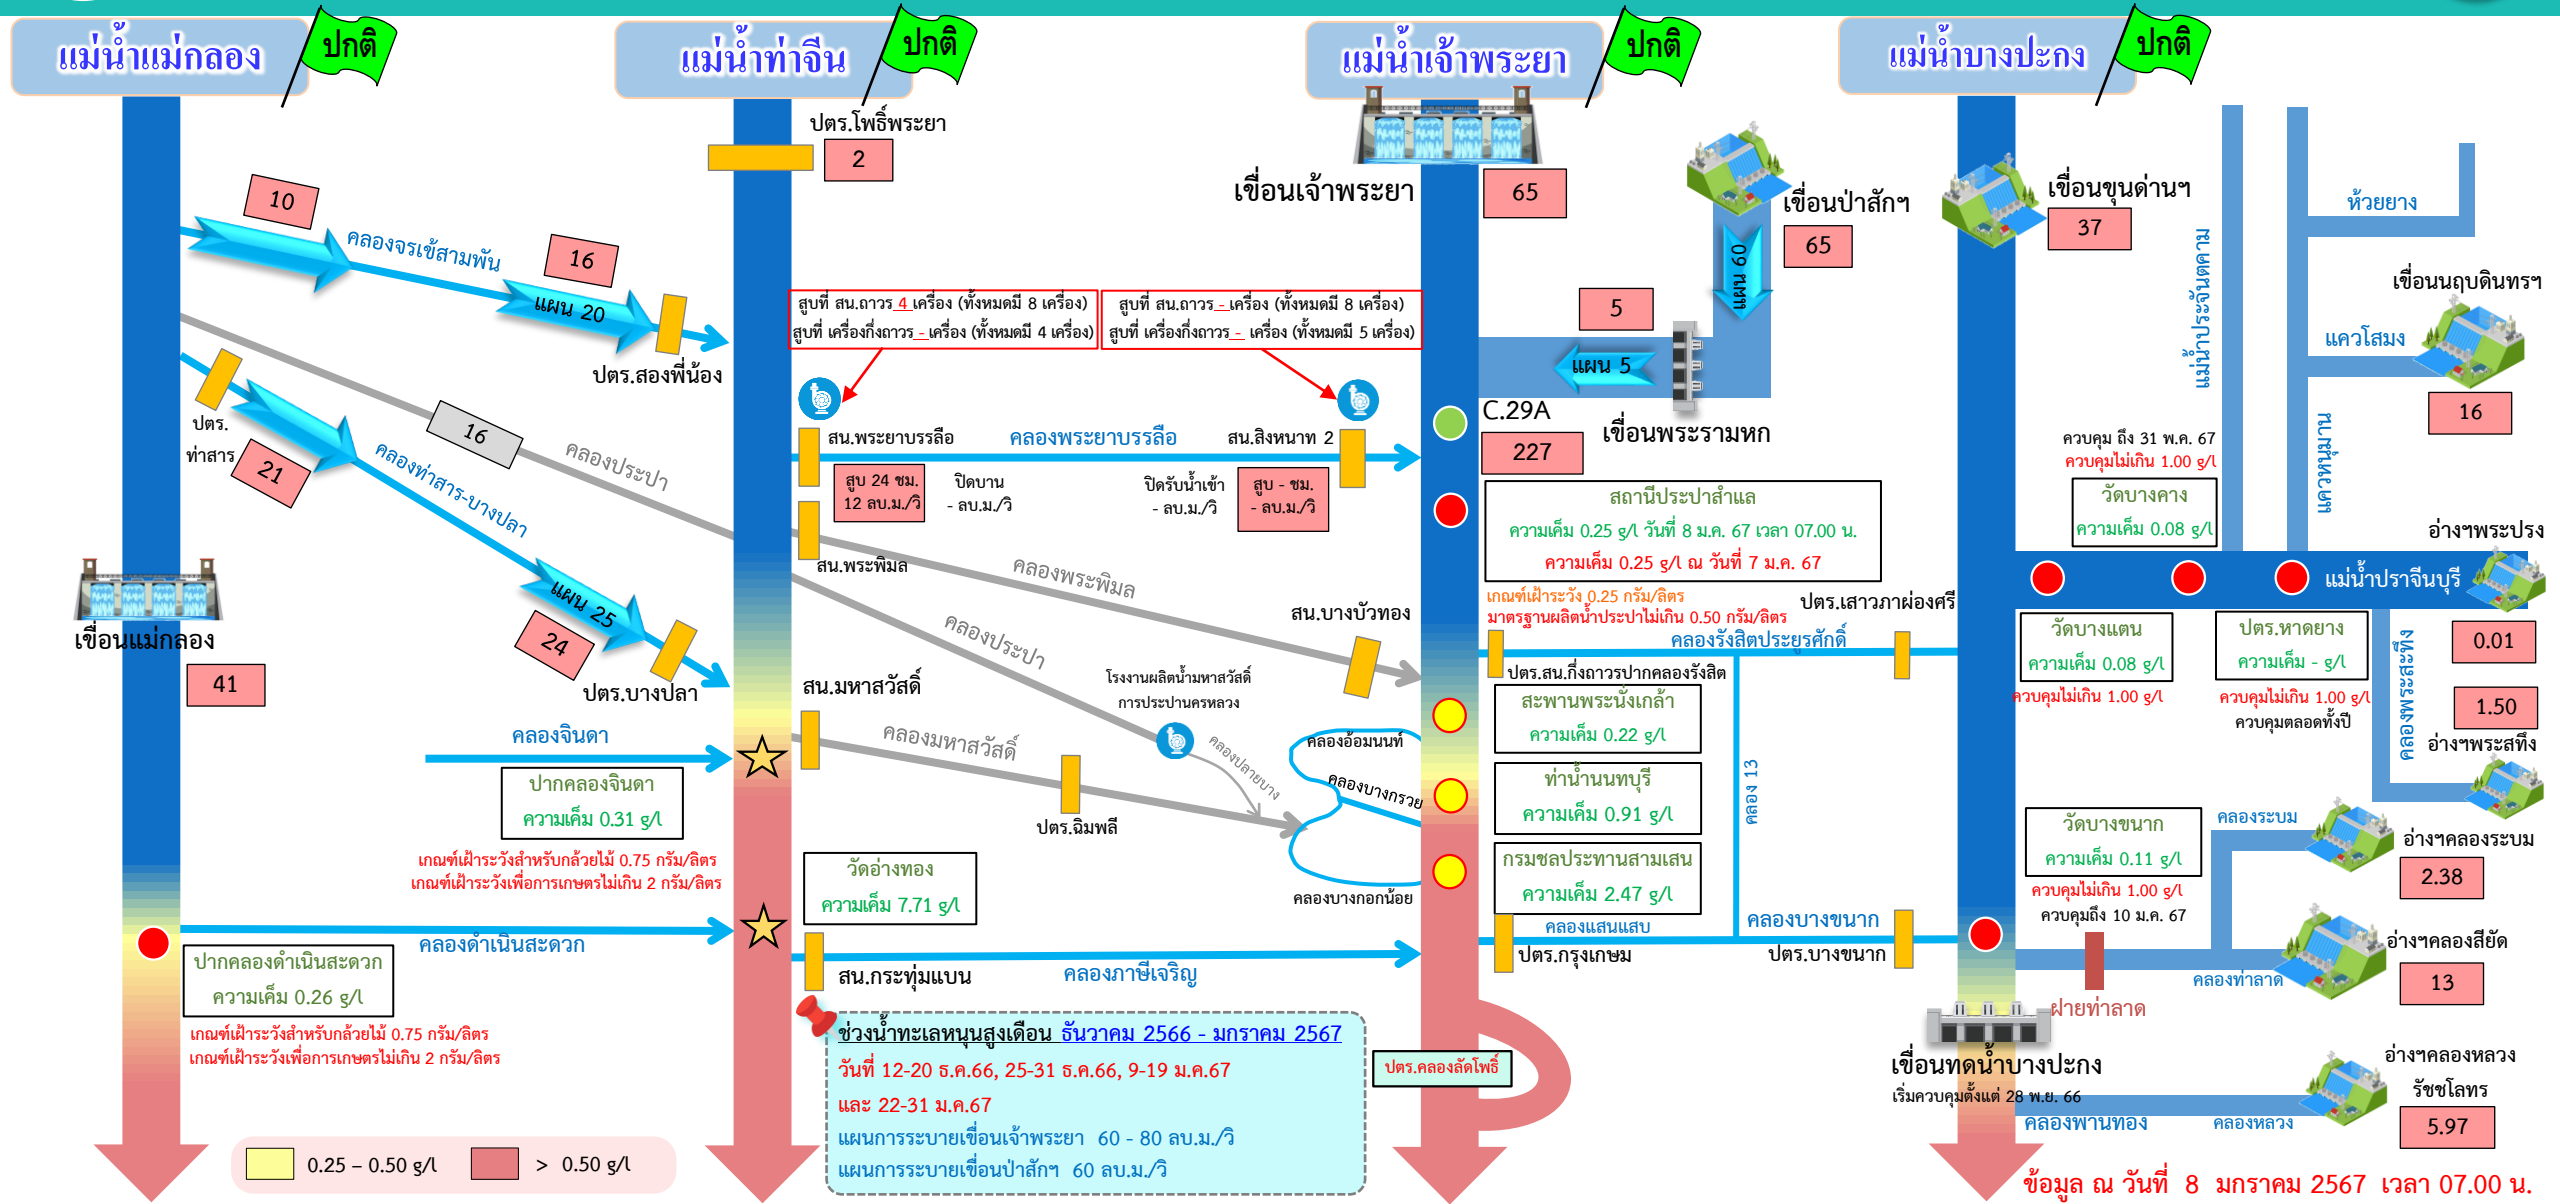 แม่น้ำแม่กลอง
ปกติ
แม่น้ำท่าจีน
ปกติ
แม่น้ำเจ้าพระยา
ปกติ
แม่น้ำบางปะกง
ปกติ
ปตร.โพธิ์พระยา
2
10
คลองจรเข้สามพัน
16
แผน 20
ปตร.สองพี่น้อง
ปตร.
ท่าสาร
21
16
คลองประปา
คลองท่าสาร-บางปลา
แผน 25
24
ปตร.บางปลา
เขื่อนแม่กลอง
41
คลองจินดา
ปากคลองจินดา
ความเค็ม 0.31 g/l
เกณฑ์เฝ้าระวังสำหรับกล้วยไม้ 0.75 กรัม/ลิตร
เกณฑ์เฝ้าระวังเพื่อการเกษตรไม่เกิน 2 กรัม/ลิตร
คลองดำเนินสะดวก
ปากคลองดำเนินสะดวก
ความเค็ม 0.26 g/l
เกณฑ์เฝ้าระวังสำหรับกล้วยไม้ 0.75 กรัม/ลิตร
เกณฑ์เฝ้าระวังเพื่อการเกษตรไม่เกิน 2 กรัม/ลิตร
0.25 – 0.50 g/l
> 0.50 g/l
สูบที่ สน.ถาวร 4 เครื่อง (ทั้งหมดมี 8 เครื่อง)
สูบที่ เครื่องกึ่งถาวร - เครื่อง (ทั้งหมดมี 4 เครื่อง)
สูบที่ สน.ถาวร - เครื่อง (ทั้งหมดมี 8 เครื่อง)
สูบที่ เครื่องกึ่งถาวร - เครื่อง (ทั้งหมดมี 5 เครื่อง)
สน.พระยาบรรลือ
คลองพระยาบรรลือ
สน.สิงหนาท 2
สูบ 24 ชม.
12 ลบ.ม./วิ
ปิดบาน
- ลบ.ม./วิ
ปิดรับน้ำเข้า
- ลบ.ม./วิ
สูบ - ชม.
- ลบ.ม./วิ
สน.พระพิมล
คลองพระพิมล
สน.บางบัวทอง
คลองประปา
โรงงานผลิตน้ำมหาสวัสดิ์
การประปานครหลวง
สน.มหาสวัสดิ์
คลองมหาสวัสดิ์
คลองปลายบาง
ปตร.ฉิมพลี
คลองอ้อมนนท์
คลองบางกรวย
คลองบางกอกน้อย
วัดอ่างทอง
ความเค็ม 7.71 g/l
สน.กระทุ่มแบน
คลองภาษีเจริญ
ช่วงน้ำทะเลหนุนสูงเดือน ธันวาคม 2566 - มกราคม 2567
วันที่ 12-20 ธ.ค.66, 25-31 ธ.ค.66, 9-19 ม.ค.67
และ 22-31 ม.ค.67
แผนการระบายเขื่อนเจ้าพระยา 60 - 80 ลบ.ม./วิ
แผนการระบายเขื่อนป่าสักฯ 60 ลบ.ม./วิ
ปตร.คลองลัดโพธิ์
เขื่อนเจ้าพระยา
65
เขื่อนป่าสักฯ
65
แผน 60
5
แผน 5
เขื่อนพระรามหก
C.29A
227
สถานีประปาสำแล
ความเค็ม 0.25 g/l วันที่ 8 ม.ค. 67 เวลา 07.00 น.
ความเค็ม 0.25 g/l ณ วันที่ 7 ม.ค. 67
เกณฑ์เฝ้าระวัง 0.25 กรัม/ลิตร
มาตรฐานผลิตน้ำประปาไม่เกิน 0.50 กรัม/ลิตร
ปตร.เสาวภาผ่องศรี
คลองรังสิตประยูรศักดิ์
ปตร.สน.กึ่งถาวรปากคลองรังสิต
สะพานพระนั่งเกล้า
ความเค็ม 0.22 g/l
ท่าน้ำนนทบุรี
ความเค็ม 0.91 g/l
กรมชลประทานสามเสน
ความเค็ม 2.47 g/l
คลอง 13
คลองแสนแสบ
คลองบางขนาก
ปตร.กรุงเกษม
ปตร.บางขนาก
เขื่อนขุนด่านฯ
37
แม่น้ำประจันตคาม
ห้วยยาง
เขื่อนนฤบดินทรฯ
แควโสมง
16
แควหนุมาน
ควบคุม ถึง 31 พ.ค. 67
ควบคุมไม่เกิน 1.00 g/l
วัดบางคาง
ความเค็ม 0.08 g/l
อ่างฯพระปรง
แม่น้ำปราจีนบุรี
0.01
วัดบางแตน
ความเค็ม 0.08 g/l
ควบคุมไม่เกิน 1.00 g/l
ปตร.หาดยาง
ความเค็ม - g/l
ควบคุมไม่เกิน 1.00 g/l
ควบคุมตลอดทั้งปี
คลองพระสะทึง
1.50
อ่างฯพระสทึง
วัดบางขนาก
ความเค็ม 0.11 g/l
ควบคุมไม่เกิน 1.00 g/l
ควบคุมถึง 10 ม.ค. 67
คลองระบม
อ่างฯคลองระบม
2.38
อ่างฯคลองสียัด
13
คลองท่าลาด
ฝายท่าลาด
เขื่อนทดน้ำบางปะกง
เริ่มควบคุมตั้งแต่ 28 พ.ย. 66
อ่างฯคลองหลวง
รัชชโลทร
5.97
คลองพานทอง
คลองหลวง
ข้อมูล ณ วันที่ 8 มกราคม 2567 เวลา 07.00 น.